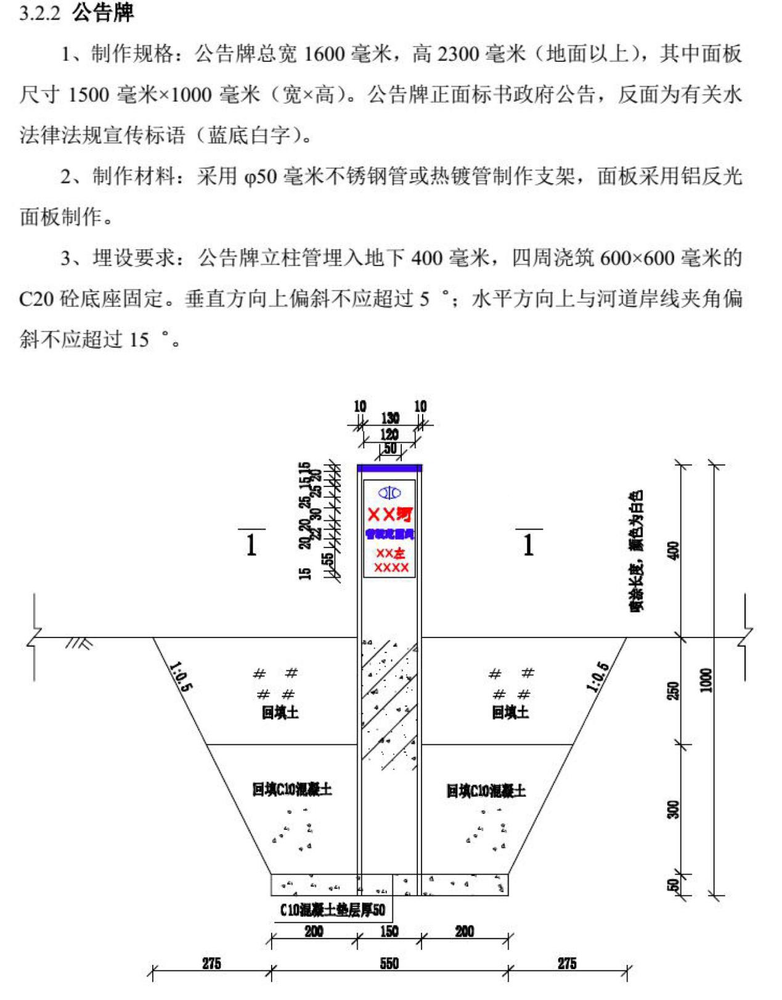 3.2.2 公告牌
1、制作规格：公告牌总宽 1600 毫米，高 2300 毫米（地面以上），其中面板
尺寸 1500 毫米×1000 毫米（宽×高）。公告牌正面标书政府公告，反面为有关水
法律法规宣传标语（蓝底白字）。
2、制作材料：采用 φ50 毫米不锈钢管或热镀管制作支架，面板采用铝反光
面板制作。
3、埋设要求：公告牌立柱管埋入地下 400 毫米，四周浇筑 600×600 毫米的
C20 砼底座固定。垂直方向上偏斜不应超过 5 °；水平方向上与河道岸线夹角偏
斜不应超过 15 °。
10 10
130
120
50
15
20
15
25
25
30
20
22
20
55
15
××河
××左
××××
1 1
喷涂长度，颜色为白色
400
1:0.5 1:0.5
# # # #
# # # #
回填土 回填土
250
1000
回填C10混凝土 回填C10混凝土
300
50
C10混凝土垫层厚50
200 150 200
275 550 275